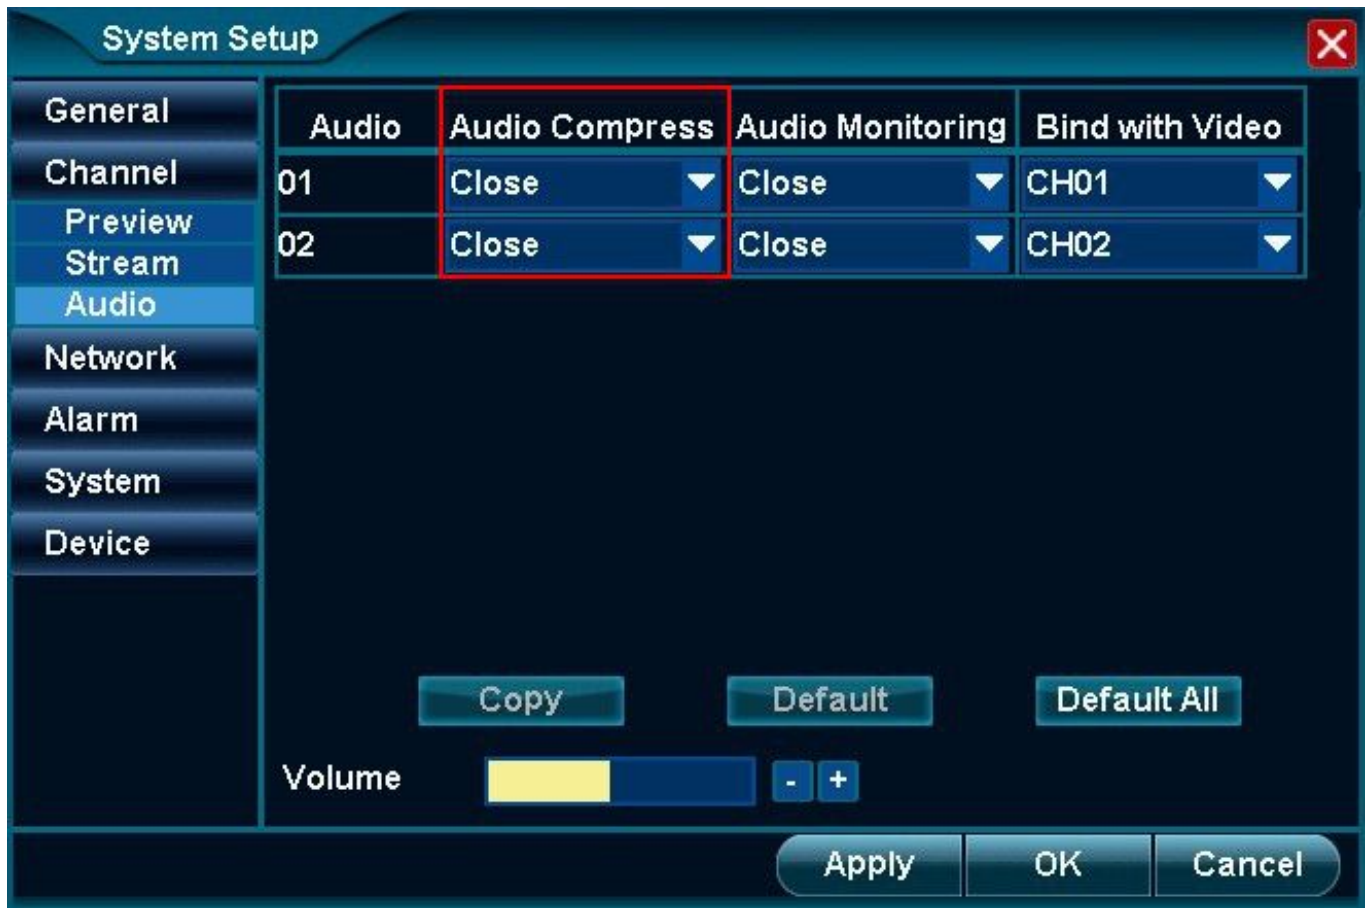 System Setup
General
Channel
Preview
Stream
Audio
Network
Alarm
System
Device
Audio Audio Compress Audio Monitoring Bind with Video
01 Close Close CH01
02 Close Close CH02
Copy Default Default All
Volume - +
Apply OK Cancel